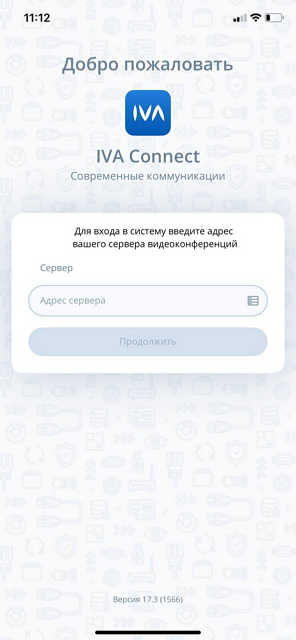 11:12
Добро пожаловать
IVA
IVA Connect
Современные коммуникации
Для входа в систему введите адрес
вашего сервера видеоконференций
Сервер
Адрес сервера
Продолжить
Версия 17.3 (1566)